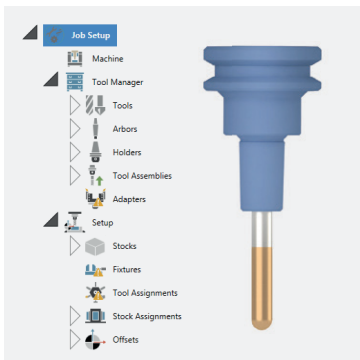 Job Setup
Machine
Tool Manager
Tools
Arbors
Holders
Tool Assemblies
Adapters
Setup
Stocks
Fixtures
Tool Assignments
Stock Assignments
Offsets